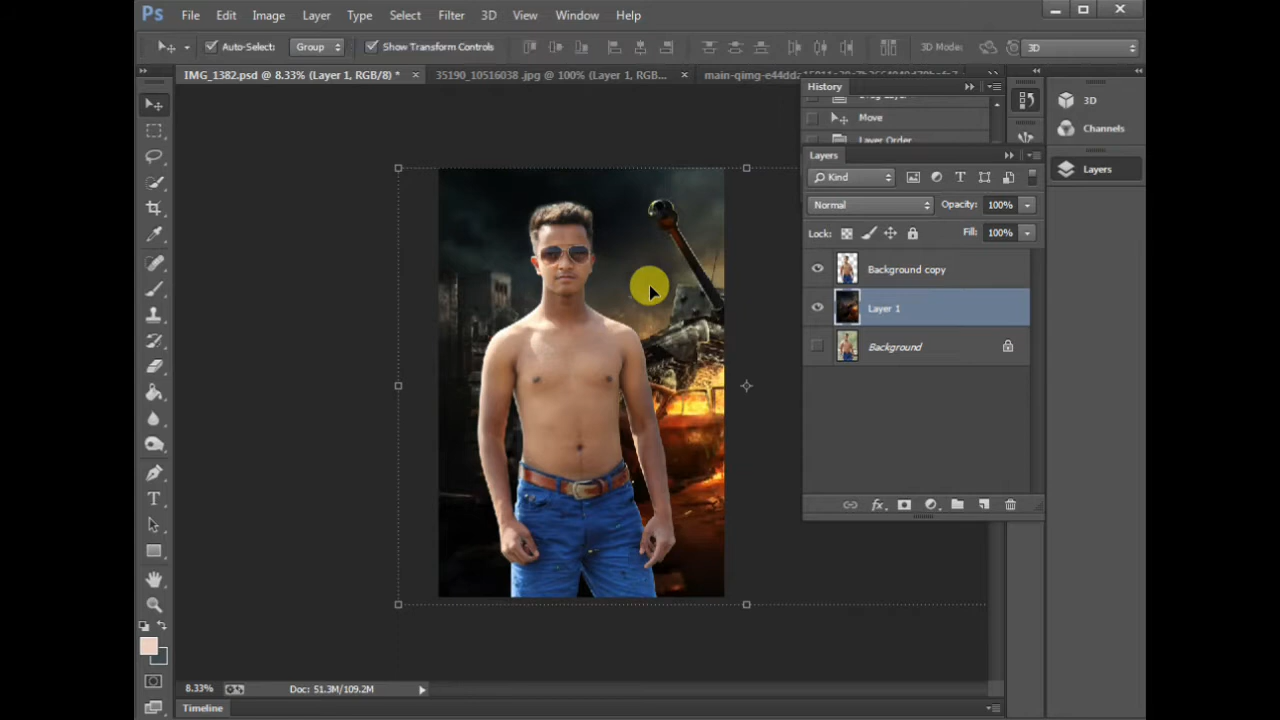 Ps File Edit Image Layer Type Select Filter 3D View Window Help
Auto-Select: Group Show Transform Controls 3D Mode: 3D
IMG_1382.psd @ 8.33% (Layer 1, RGB/8) * 35190_10516038 .jpg @ 100% (Layer 1, RGB...
History
Move
Layer Order
Layers
Kind
Normal Opacity: 100%
Lock: Fill: 100%
Background copy
Layer 1
Background
fx
3D
Channels
Layers
8.33% Doc: 51.3M/109.2M
Timeline